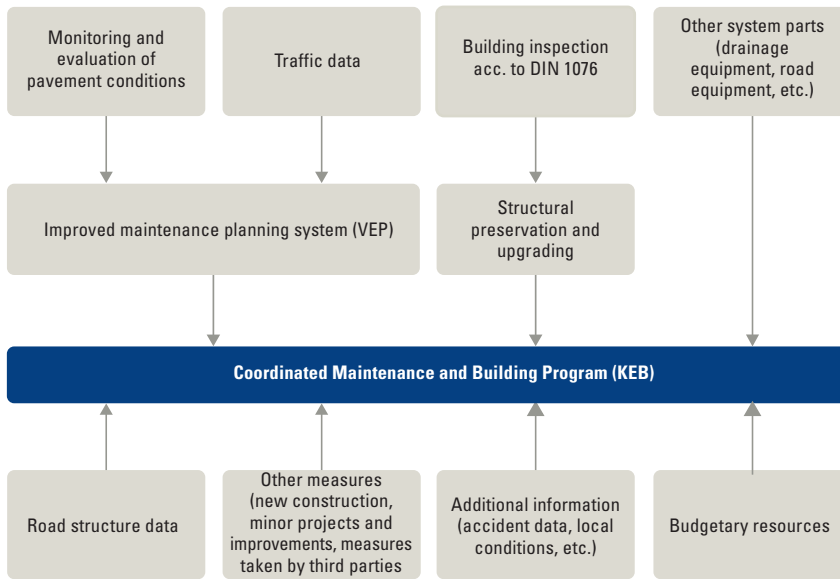 Monitoring and
evaluation of
pavement conditions
Traffic data
Building inspection
acc. to DIN 1076
Other system parts
(drainage
equipment, road
equipment, etc.)
Improved maintenance planning system (VEP)
Structural
preservation and
upgrading
Coordinated Maintenance and Building Program (KEB)
Road structure data
Other measures
(new construction,
minor projects and
improvements, measures
taken by third parties
Additional information
(accident data, local
conditions, etc.)
Budgetary resources